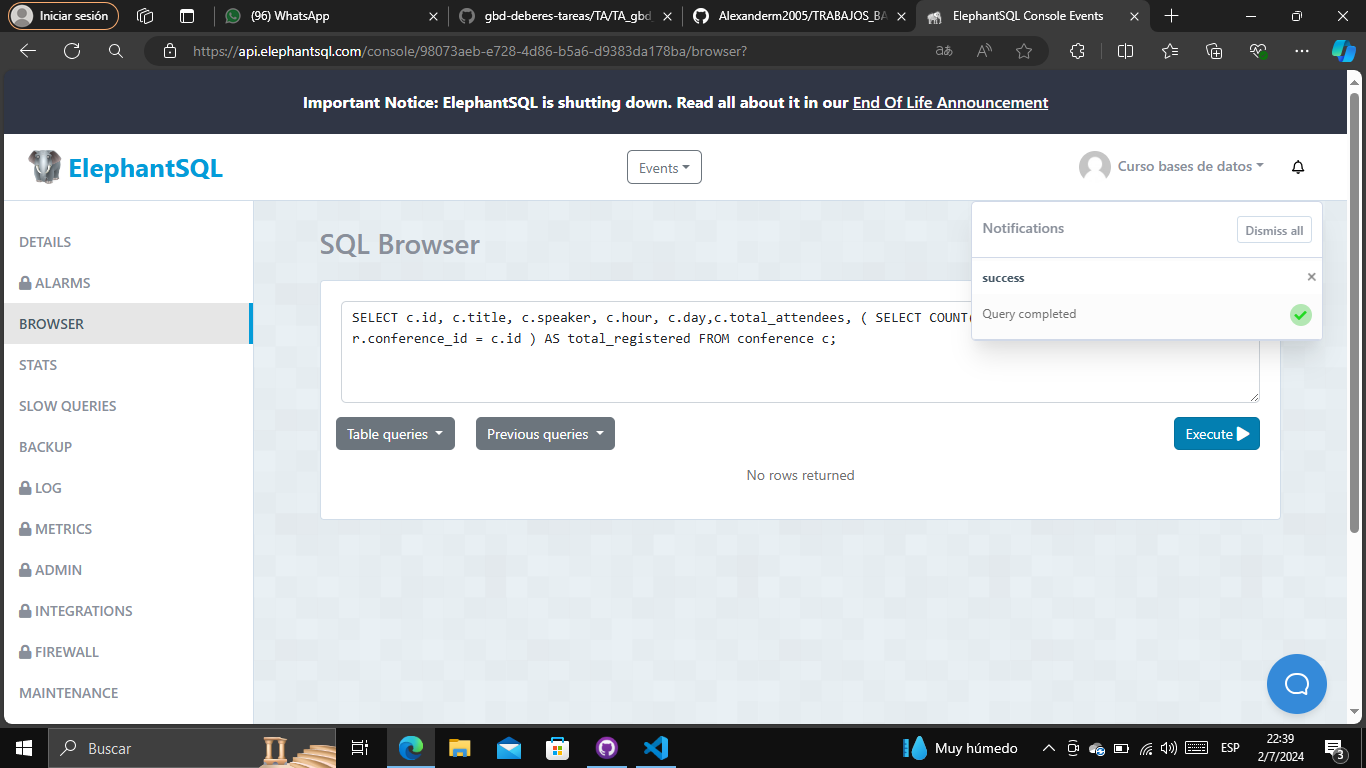 Iniciar sesión
(96) WhatsApp
gbd-deberes-tareas/TA/TA_gbd_
Alexanderm2005/TRABAJOS_BA
ElephantSQL Console Events
https://api.elephantsql.com/console/98073aeb-e728-4d86-b5a6-d9383da178ba/browser?
Important Notice: ElephantSQL is shutting down. Read all about it in our End Of Life Announcement
ElephantSQL
Events
Curso bases de datos
Notifications
Dismiss all
success
Query completed
DETAILS
ALARMS
BROWSER
STATS
SLOW QUERIES
BACKUP
LOG
METRICS
ADMIN
INTEGRATIONS
FIREWALL
MAINTENANCE
SQL Browser
SELECT c.id, c.title, c.speaker, c.hour, c.day,c.total_attendees, ( SELECT COUNT(
r.conference_id = c.id ) AS total_registered FROM conference c;
Table queries
Previous queries
Execute
No rows returned
Buscar
Muy húmedo
ESP
22:39
2/7/2024
3